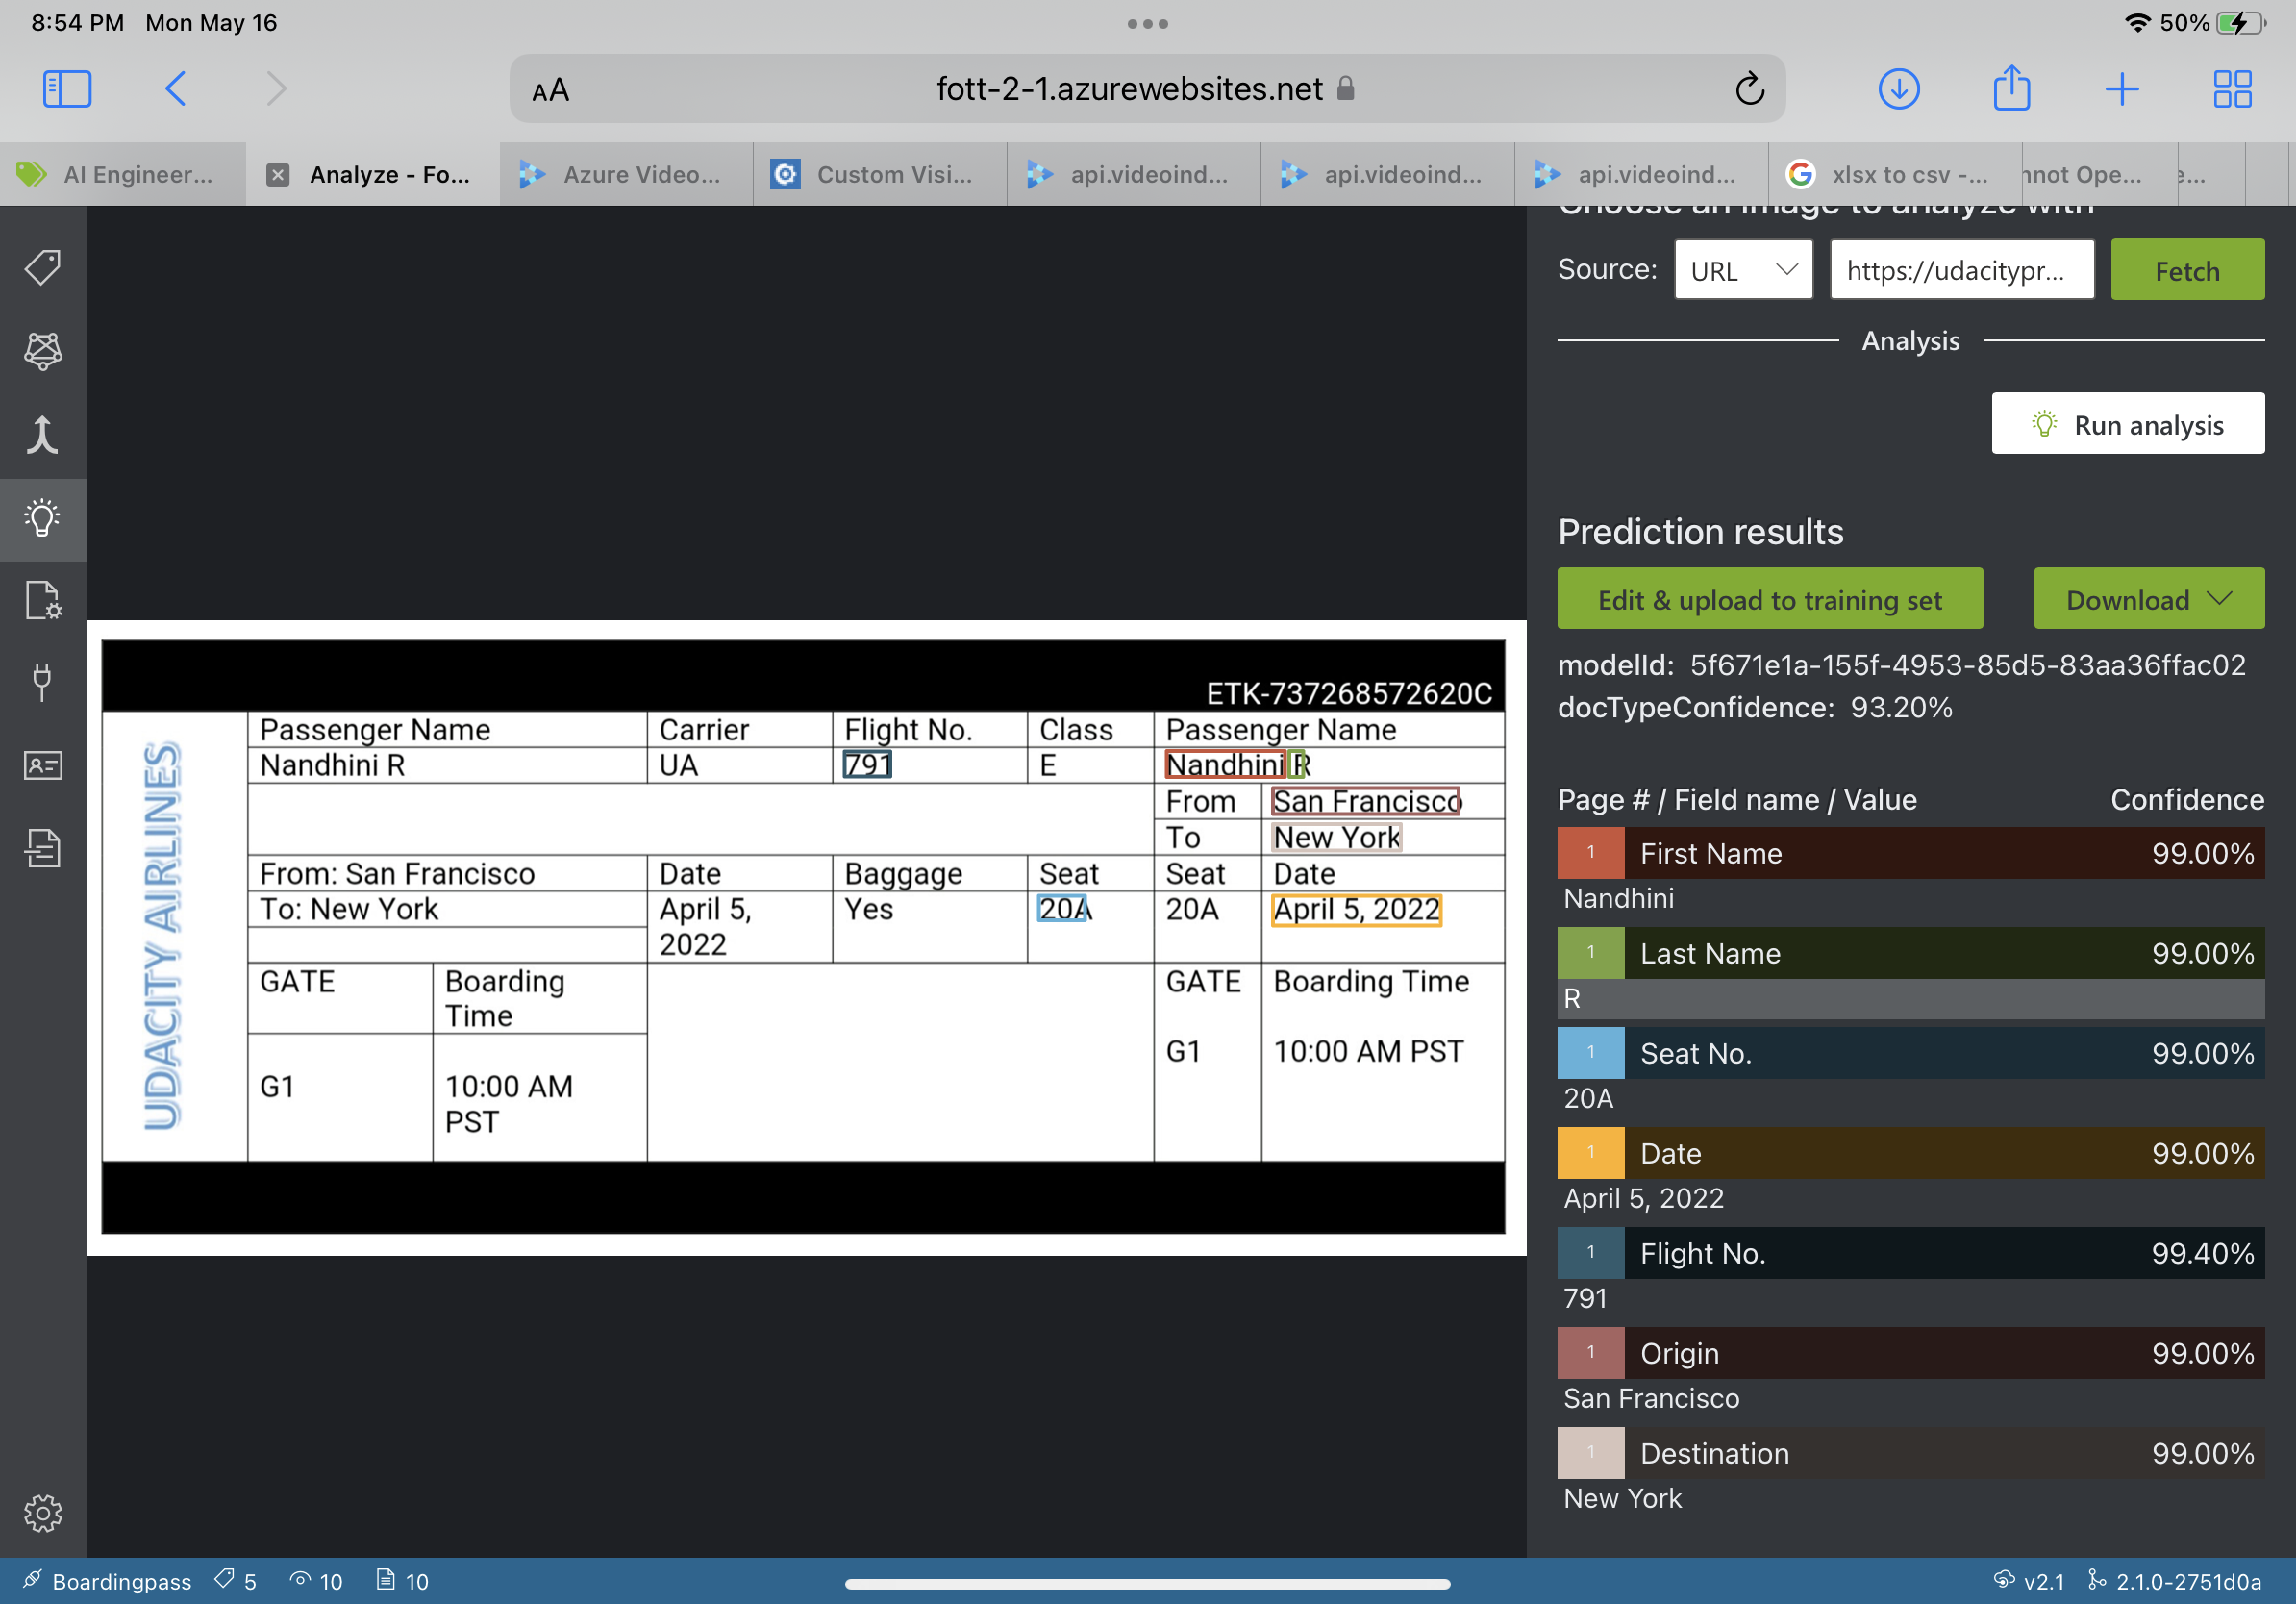 8:54 PM Mon May 16
50%
AA
fott-2-1.azurewebsites.net
AI Engineer...
Analyze - Fo...
Azure Video...
Custom Visi...
api.videoind...
api.videoind...
api.videoind...
xlsx to csv -...
nnot Ope...
e...
Choose an image to analyze with
Source: URL https://udacitypr... Fetch
Analysis
Run analysis
Prediction results
Edit & upload to training set Download
modelId: 5f671e1a-155f-4953-85d5-83aa36ffac02
docTypeConfidence: 93.20%
Page # / Field name / Value Confidence
1 First Name 99.00%
Nandhini
1 Last Name 99.00%
R
1 Seat No. 99.00%
20A
1 Date 99.00%
April 5, 2022
1 Flight No. 99.40%
791
1 Origin 99.00%
San Francisco
1 Destination 99.00%
New York
ETK-737268572620C
UDACITY AIRLINES
Passenger Name Carrier Flight No. Class Passenger Name
Nandhini R UA 791 E Nandhini R
From San Francisco
To New York
From: San Francisco Date Baggage Seat Seat Date
To: New York April 5, Yes 20A 20A April 5, 2022
2022
GATE Boarding GATE Boarding Time
Time
G1 10:00 AM PST
G1 10:00 AM
PST
Boardingpass 5 10 10
v2.1 2.1.0-2751d0a